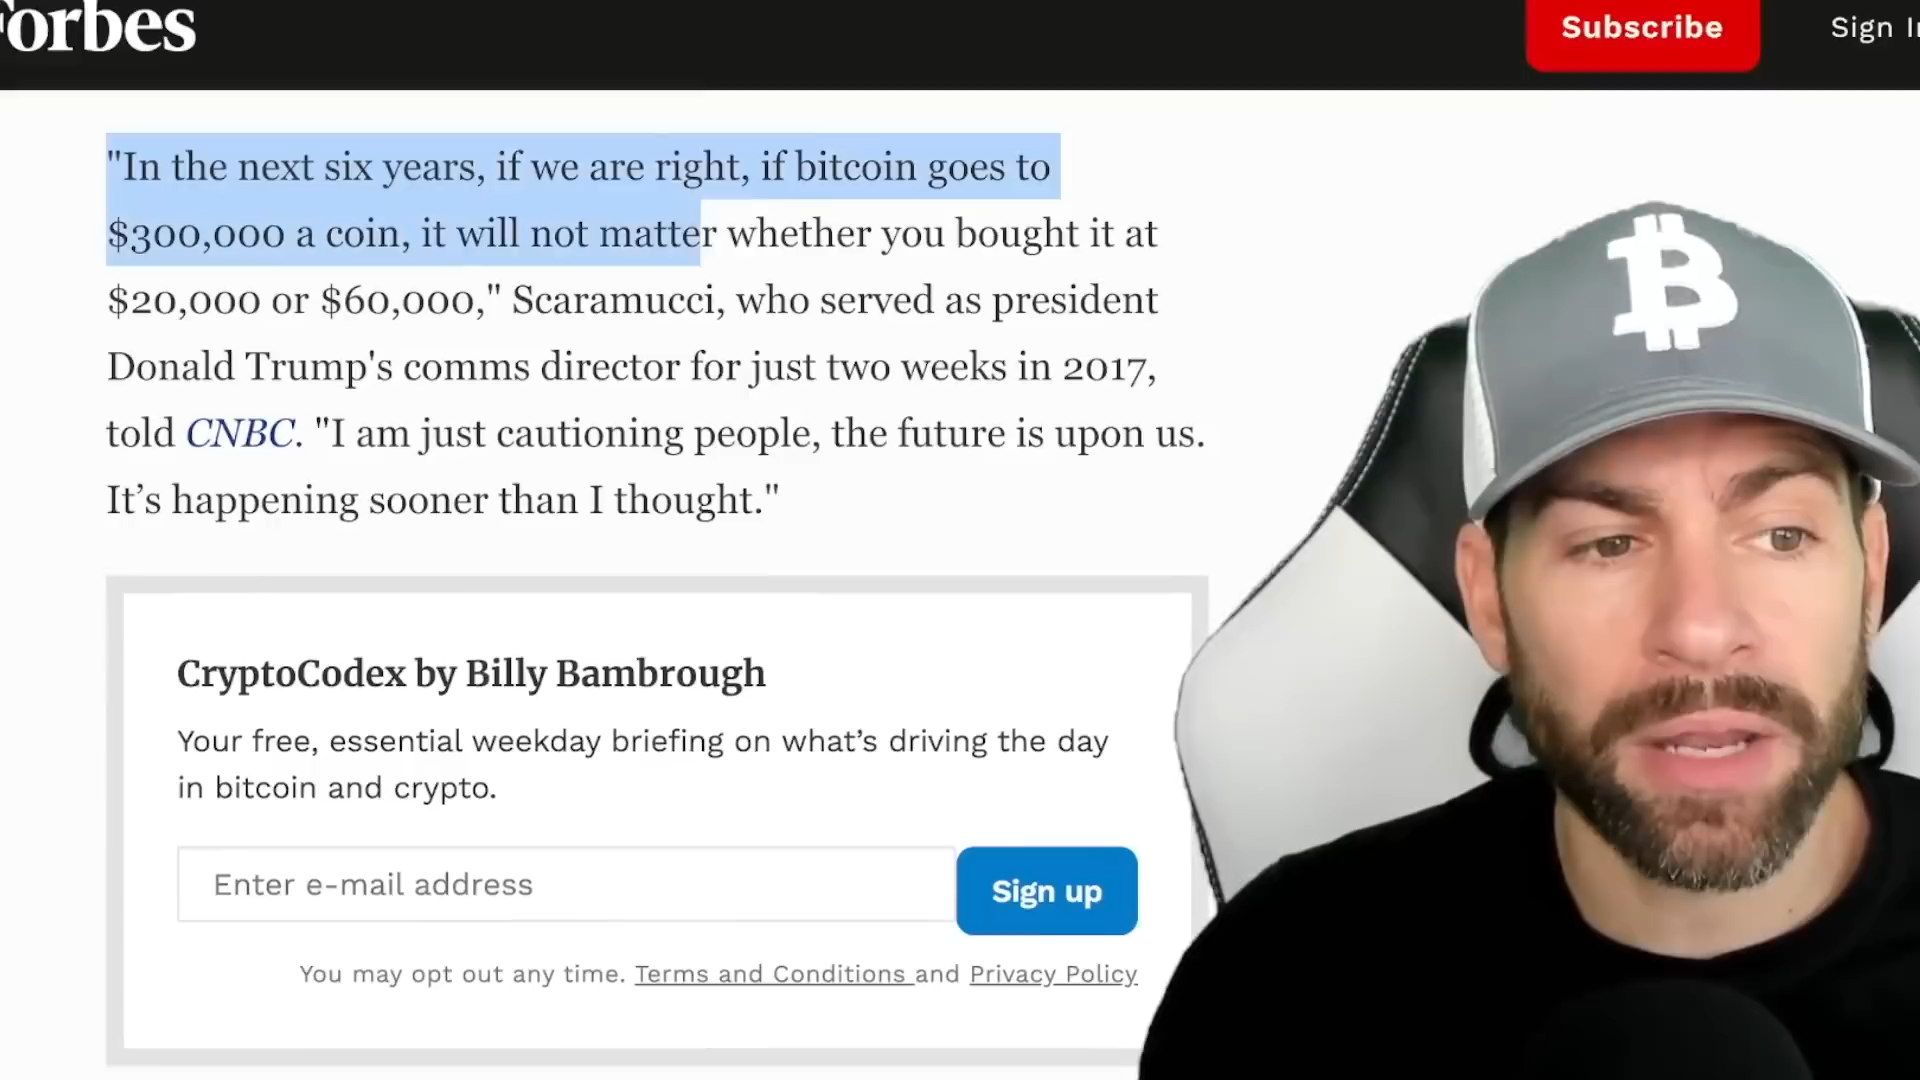 Forbes
Subscribe
Sign In
"In the next six years, if we are right, if bitcoin goes to
$300,000 a coin, it will not matter whether you bought it at
$20,000 or $60,000," Scaramucci, who served as president
Donald Trump's comms director for just two weeks in 2017,
told CNBC. "I am just cautioning people, the future is upon us.
It’s happening sooner than I thought."
CryptoCodex by Billy Bambrough
Your free, essential weekday briefing on what’s driving the day
in bitcoin and crypto.
Enter e-mail address
Sign up
You may opt out any time. Terms and Conditions and Privacy Policy